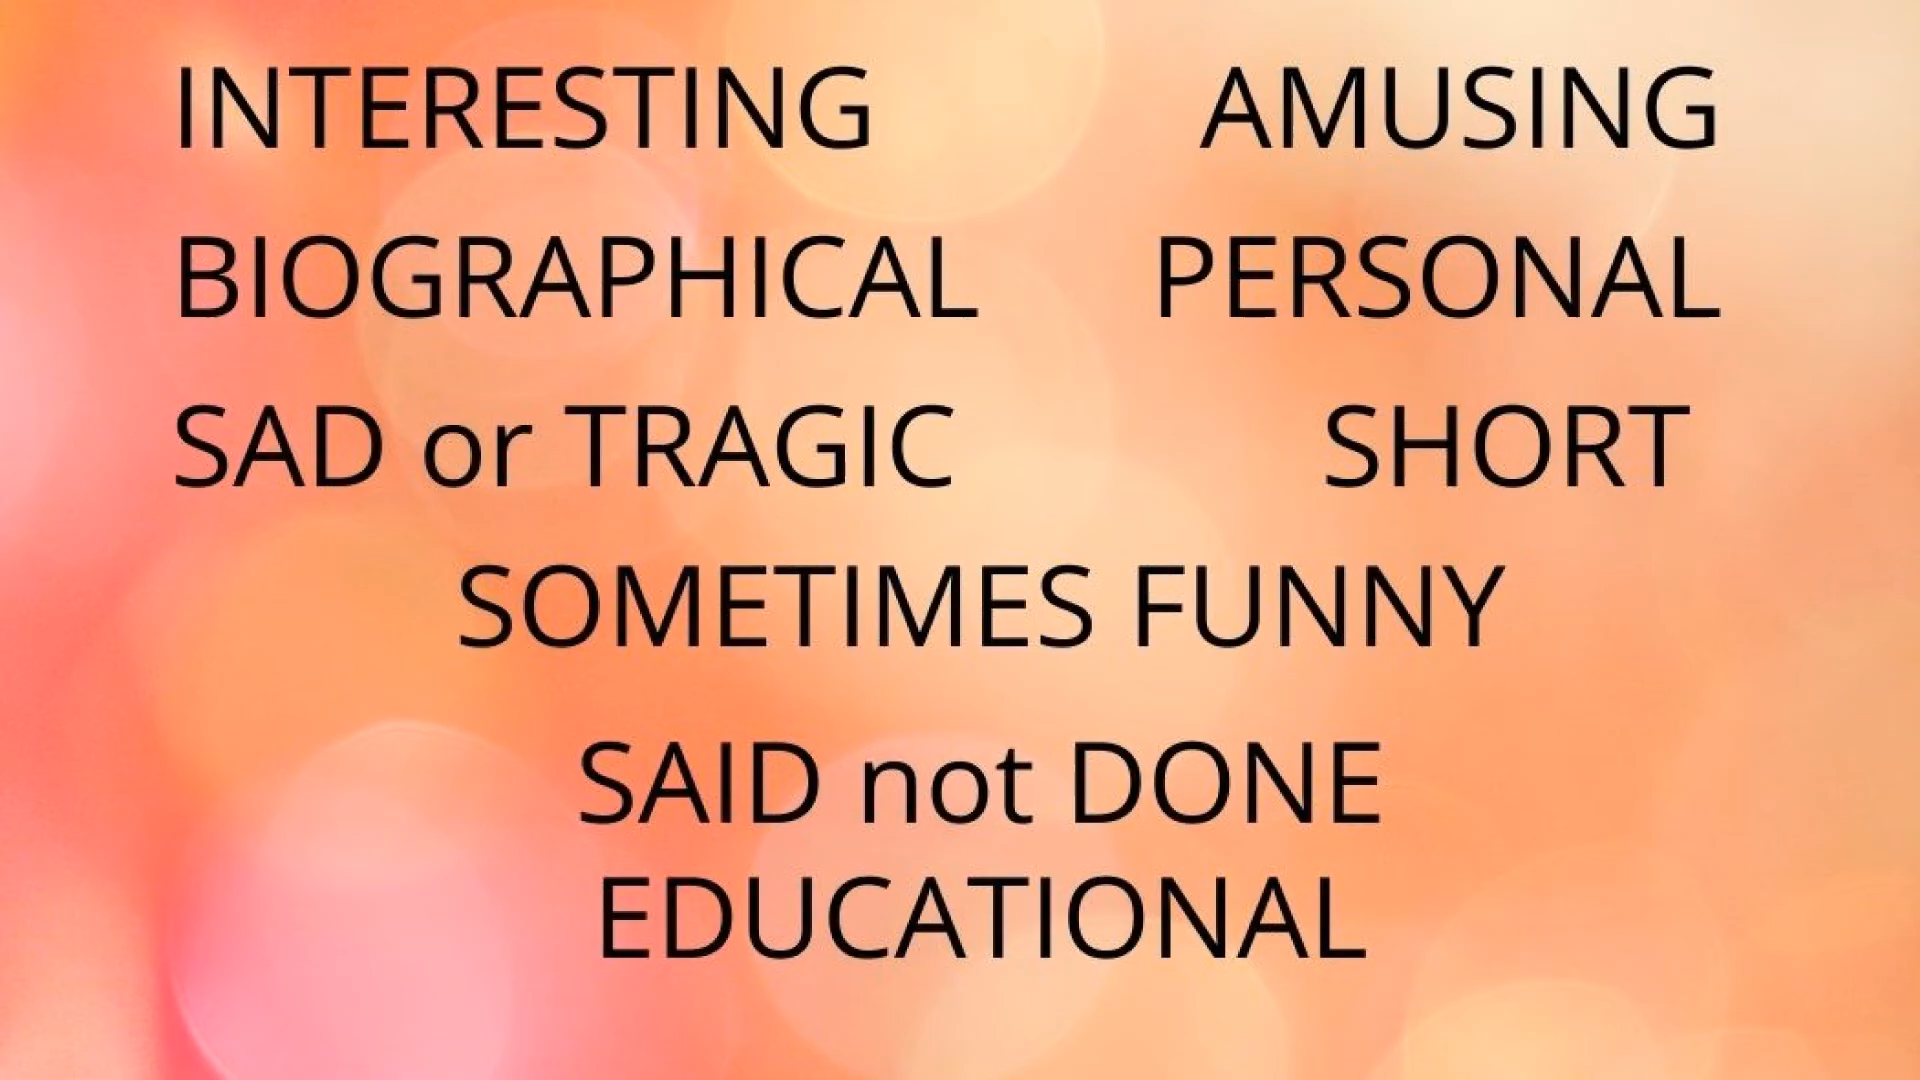 INTERESTING AMUSING
BIOGRAPHICAL PERSONAL
SAD or TRAGIC SHORT
SOMETIMES FUNNY
SAID not DONE
EDUCATIONAL